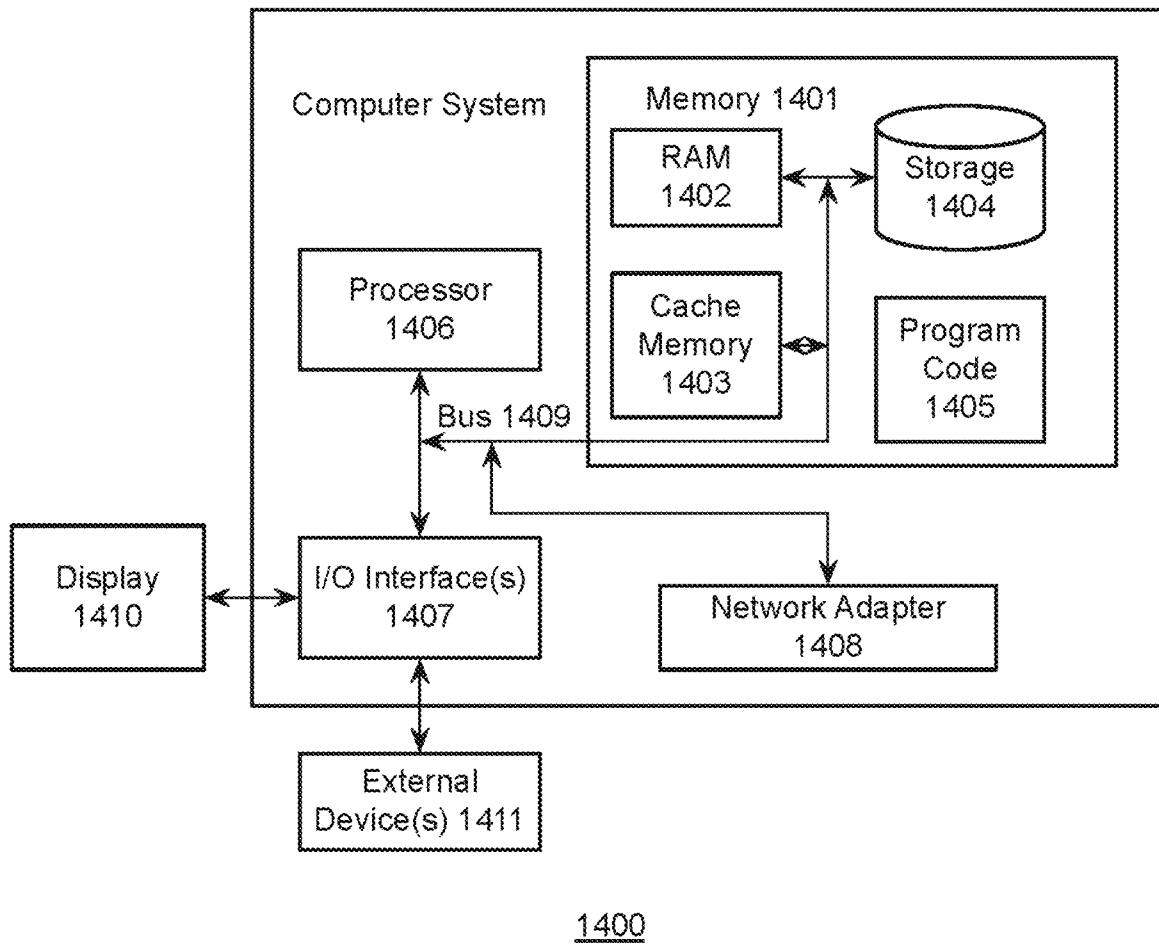 Computer System
Memory 1401
RAM
1402
Storage
1404
Processor
1406
Cache
Memory
1403
Program
Code
1405
Bus 1409
Display
1410
I/O Interface(s)
1407
Network Adapter
1408
External
Device(s) 1411
1400